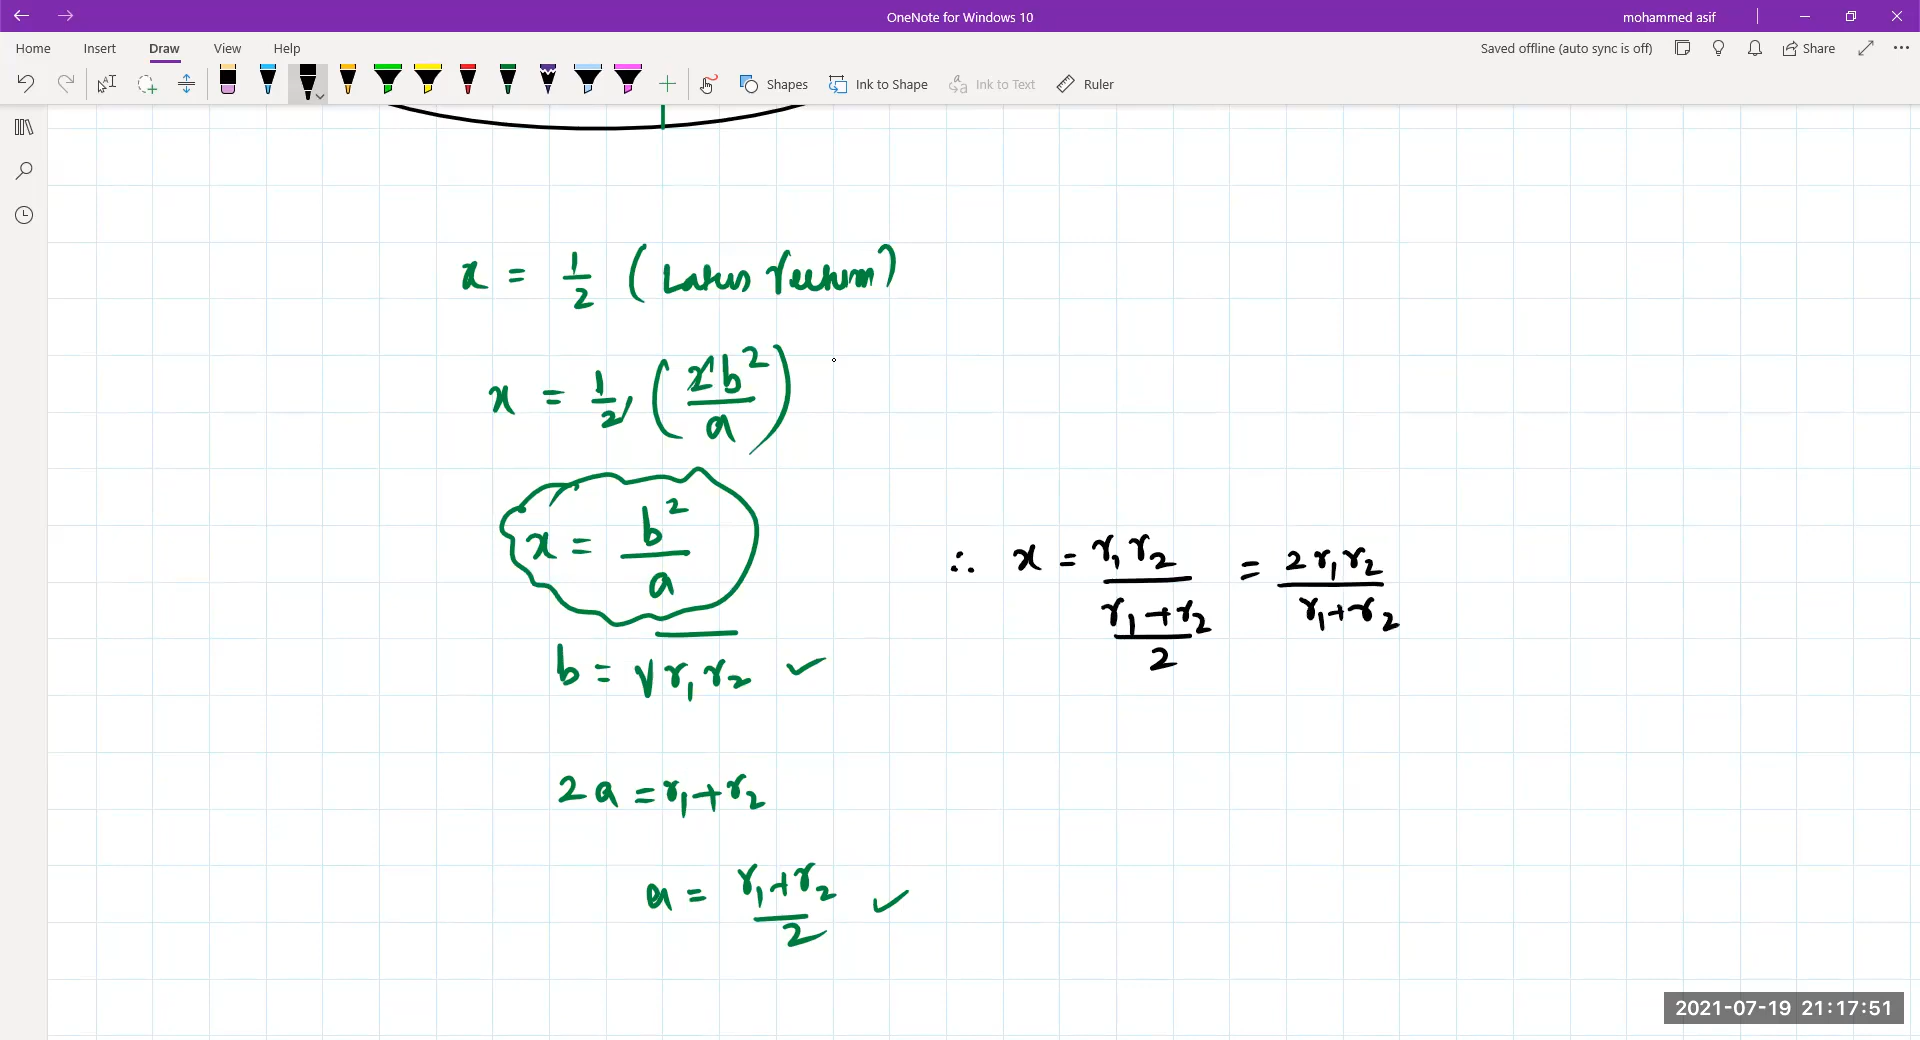 OneNote for Windows 10
mohammed asif
Home Insert Draw View Help
Saved offline (auto sync is off) Share
Shapes Ink to Shape Ink to Text Ruler
x = 1/2 (Latus rectum)
x = 1/2 (2b²/a)
x = b²/a
∴ x = r₁r₂/((r₁+r₂)/2) = 2r₁r₂/(r₁+r₂)
b = √r₁r₂ ✓
2a = r₁+r₂
a = (r₁+r₂)/2 ✓
2021-07-19 21:17:51